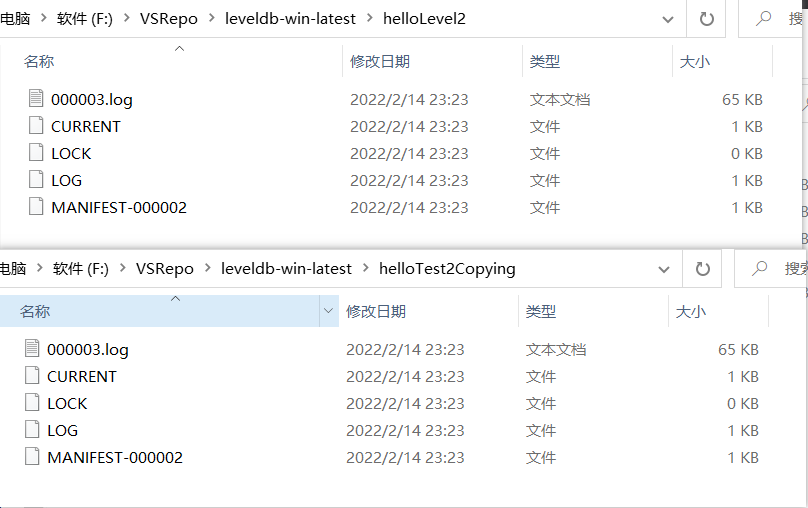 电脑 > 软件 (F:) > VSRepo > leveldb-win-latest > helloLevel2
名称 修改日期 类型 大小
000003.log 2022/2/14 23:23 文本文档 65 KB
CURRENT 2022/2/14 23:23 文件 1 KB
LOCK 2022/2/14 23:23 文件 0 KB
LOG 2022/2/14 23:23 文件 1 KB
MANIFEST-000002 2022/2/14 23:23 文件 1 KB
电脑 > 软件 (F:) > VSRepo > leveldb-win-latest > helloTest2Copying 搜索
名称 修改日期 类型 大小
000003.log 2022/2/14 23:23 文本文档 65 KB
CURRENT 2022/2/14 23:23 文件 1 KB
LOCK 2022/2/14 23:23 文件 0 KB
LOG 2022/2/14 23:23 文件 1 KB
MANIFEST-000002 2022/2/14 23:23 文件 1 KB